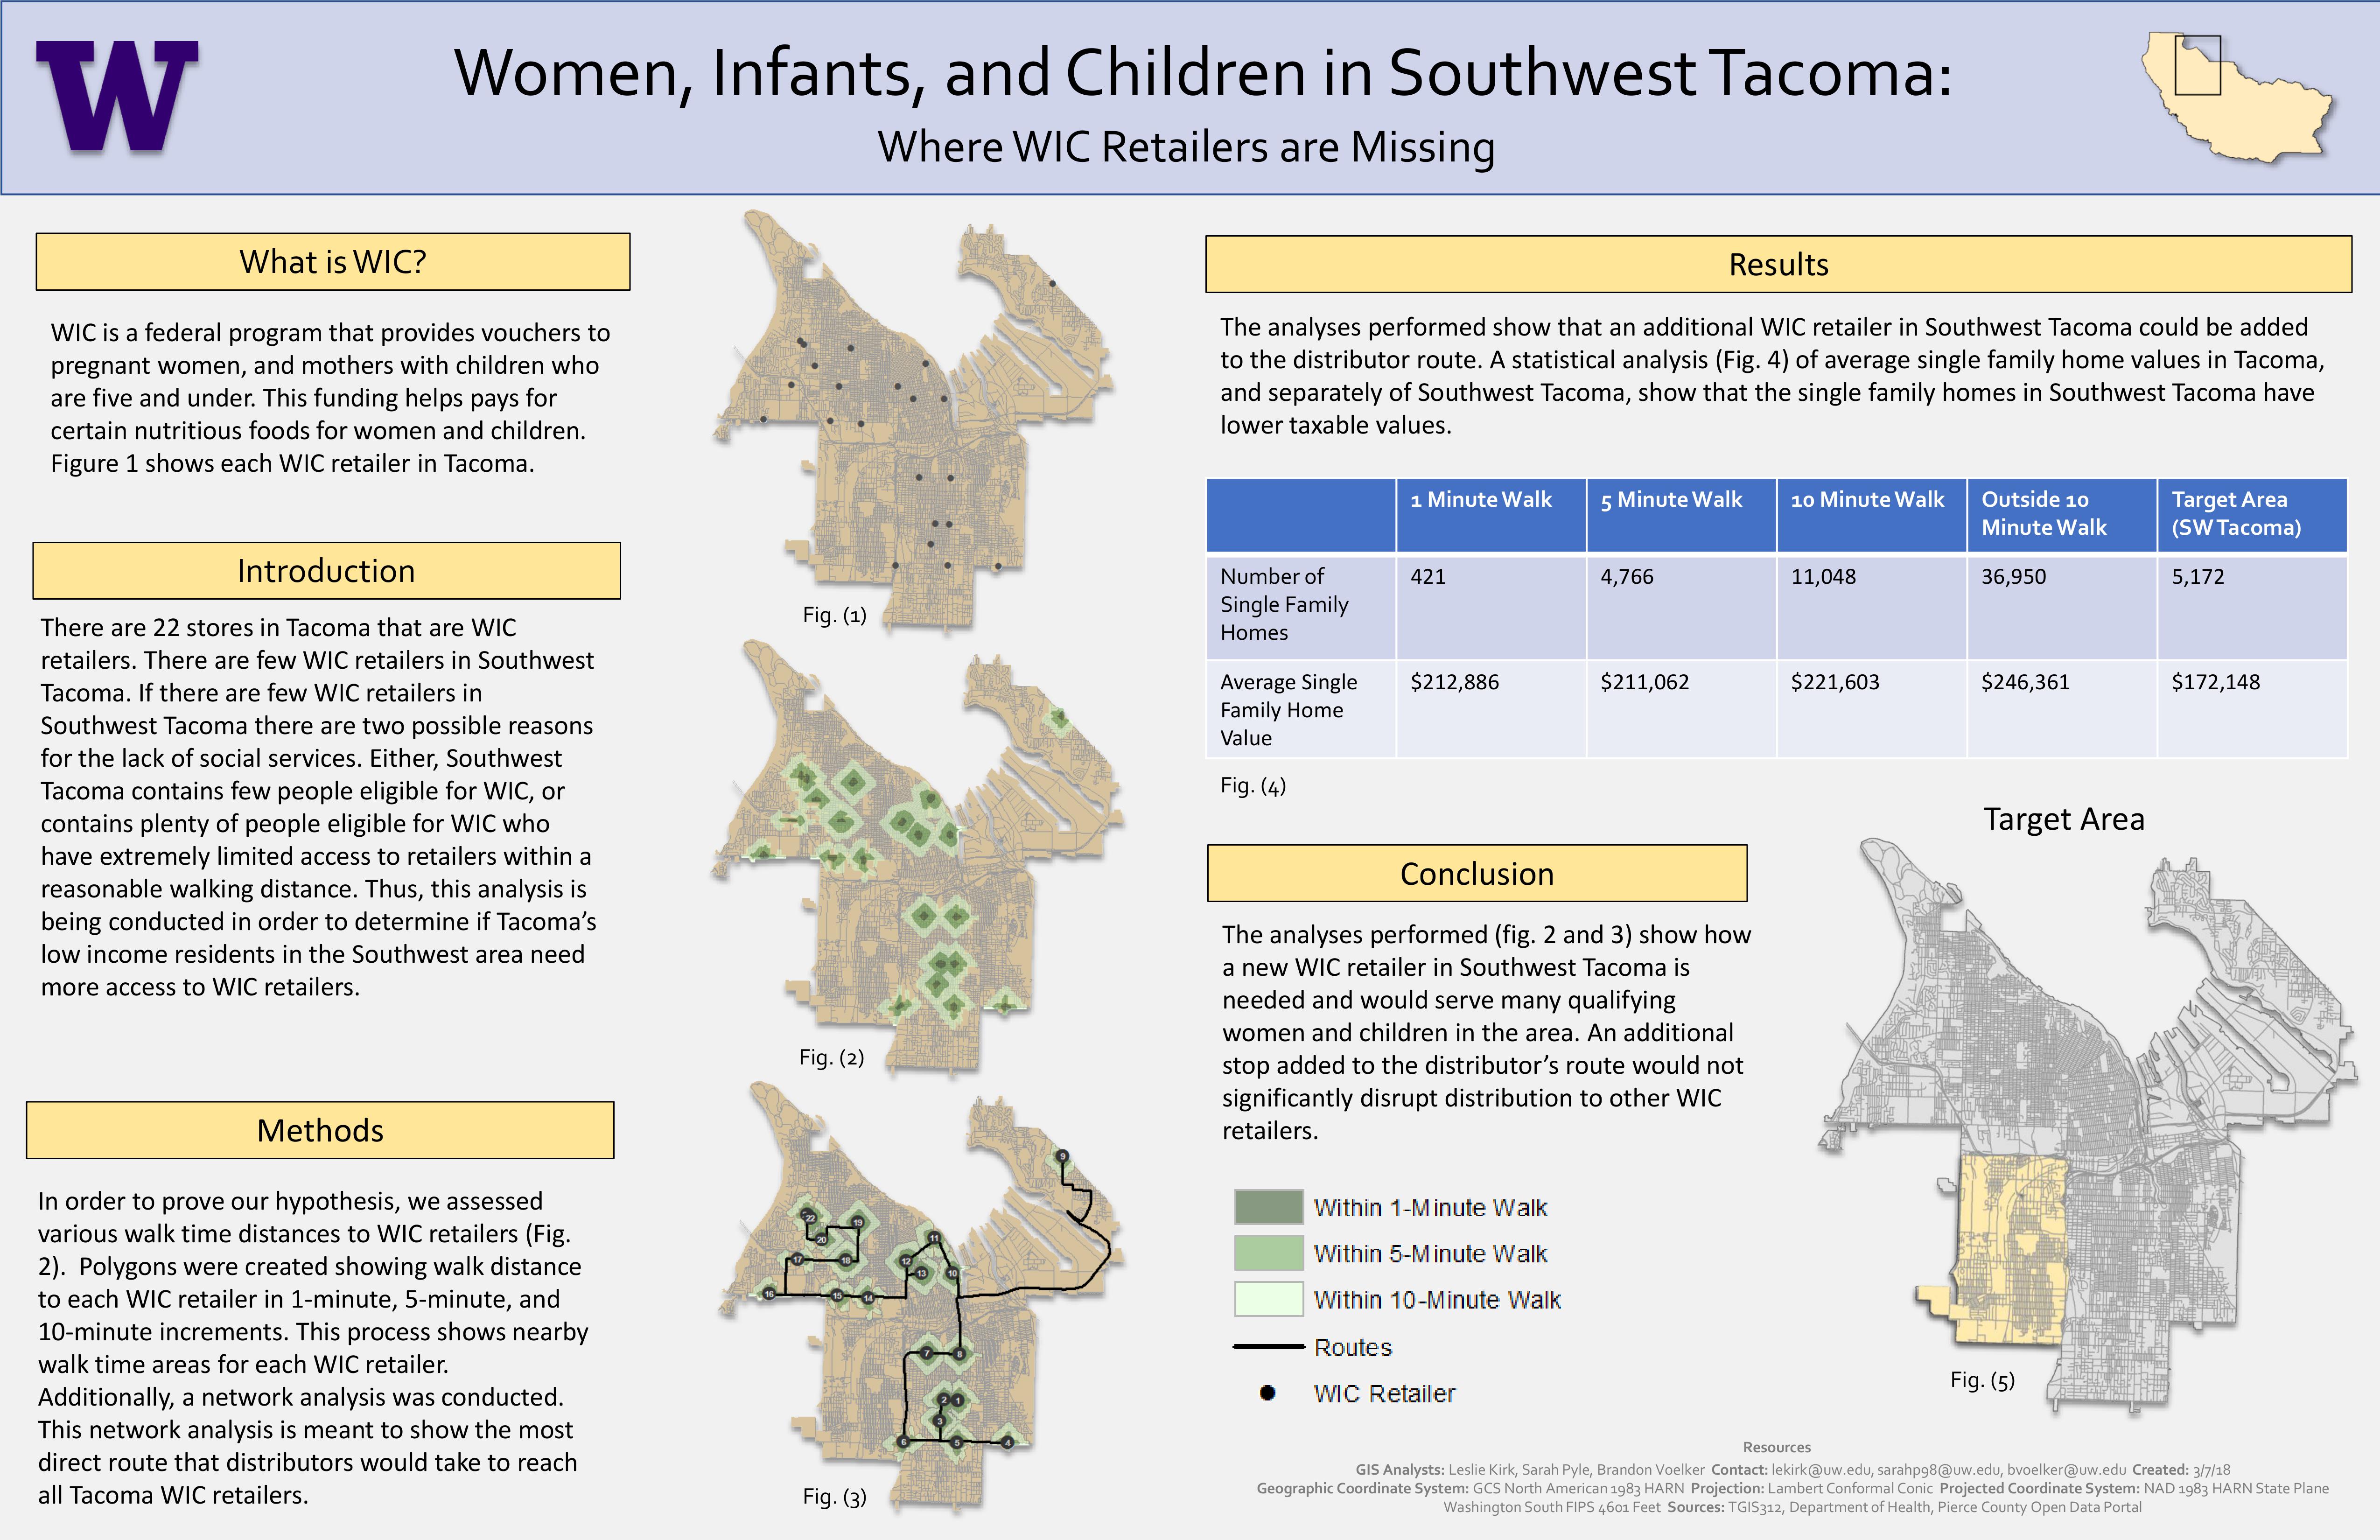 W
Women, Infants, and Children in Southwest Tacoma:
Where WIC Retailers are Missing
What is WIC?
WIC is a federal program that provides vouchers to
pregnant women, and mothers with children who
are five and under. This funding helps pays for
certain nutritious foods for women and children.
Figure 1 shows each WIC retailer in Tacoma.
Introduction
There are 22 stores in Tacoma that are WIC
retailers. There are few WIC retailers in Southwest
Tacoma. If there are few WIC retailers in
Southwest Tacoma there are two possible reasons
for the lack of social services. Either, Southwest
Tacoma contains few people eligible for WIC, or
contains plenty of people eligible for WIC who
have extremely limited access to retailers within a
reasonable walking distance. Thus, this analysis is
being conducted in order to determine if Tacoma's
low income residents in the Southwest area need
more access to WIC retailers.
Methods
In order to prove our hypothesis, we assessed
various walk time distances to WIC retailers (Fig.
2). Polygons were created showing walk distance
to each WIC retailer in 1-minute, 5-minute, and
10-minute increments. This process shows nearby
walk time areas for each WIC retailer.
Additionally, a network analysis was conducted.
This network analysis is meant to show the most
direct route that distributors would take to reach
all Tacoma WIC retailers.
Fig. (1)
Fig. (2)
9
22
19
20
11
17
18
12
13
10
16
15
14
7
8
2
1
3
6
5
4
Fig. (3)
Results
The analyses performed show that an additional WIC retailer in Southwest Tacoma could be added
to the distributor route. A statistical analysis (Fig. 4) of average single family home values in Tacoma,
and separately of Southwest Tacoma, show that the single family homes in Southwest Tacoma have
lower taxable values.
1 Minute Walk
5 Minute Walk
10 Minute Walk
Outside 10
Minute Walk
Target Area
(SW Tacoma)
Number of
Single Family
Homes
421
4,766
11,048
36,950
5,172
Average Single
Family Home
Value
$212,886
$211,062
$221,603
$246,361
$172,148
Fig. (4)
Conclusion
The analyses performed (fig. 2 and 3) show how
a new WIC retailer in Southwest Tacoma is
needed and would serve many qualifying
women and children in the area. An additional
stop added to the distributor's route would not
significantly disrupt distribution to other WIC
retailers.
Within 1-Minute Walk
Within 5-Minute Walk
Within 10-Minute Walk
Routes
WIC Retailer
Target Area
Fig. (5)
Resources
GIS Analysts: Leslie Kirk, Sarah Pyle, Brandon Voelker Contact: lekirk@uw.edu, sarahp98@uw.edu, bvoelker@uw.edu Created: 3/7/18
Geographic Coordinate System: GCS North American 1983 HARN Projection: Lambert Conformal Conic Projected Coordinate System: NAD 1983 HARN State Plane
Washington South FIPS 4601 Feet Sources: TGIS312, Department of Health, Pierce County Open Data Portal